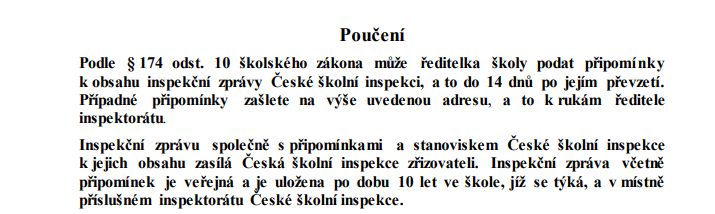 Poučení
Podle § 174 odst. 10 školského zákona může ředitelka školy podat připomínky
k obsahu inspekční zprávy České školní inspekci, a to do 14 dnů po jejím převzetí.
Případné připomínky zašlete na výše uvedenou adresu, a to k rukám ředitele
inspektorátu.
Inspekční zprávu společně s připomínkami a stanoviskem České školní inspekce
k jejich obsahu zasílá Česká školní inspekce zřizovateli. Inspekční zpráva včetně
připomínek je veřejná a je uložena po dobu 10 let ve škole, jíž se týká, a v místně
příslušném inspektorátu České školní inspekce.